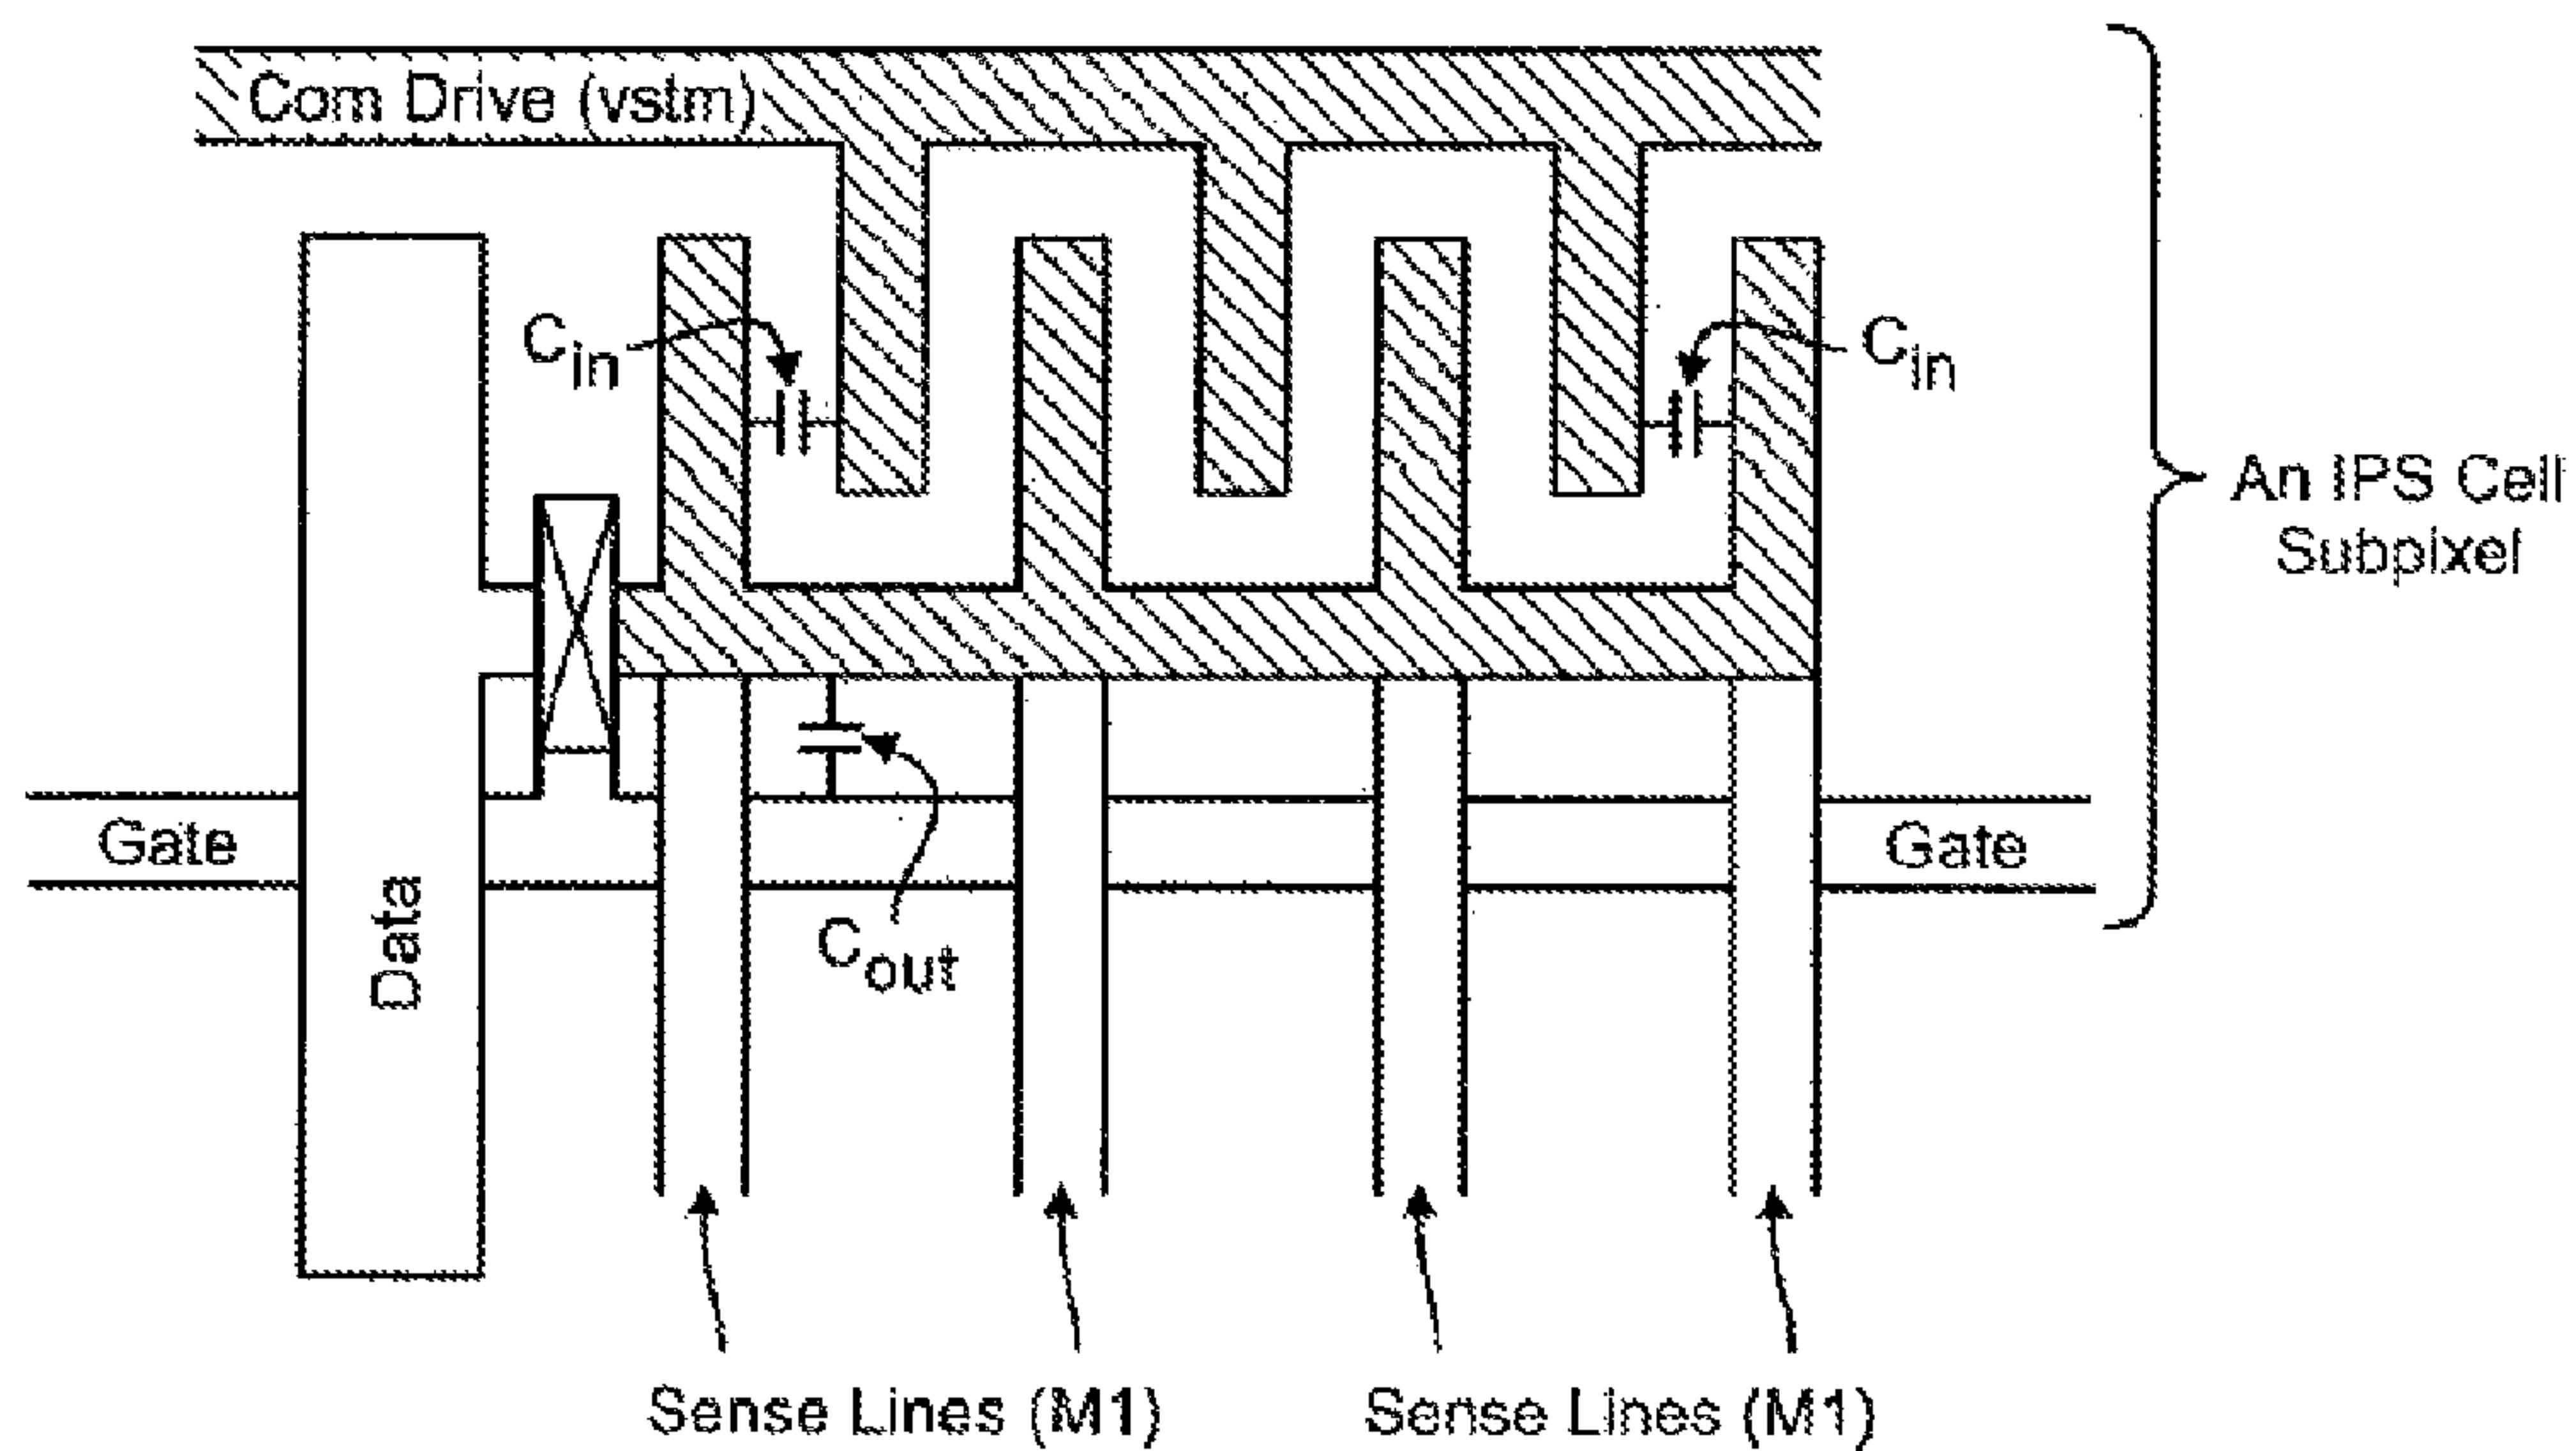 Com Drive (vstm)
Cin
Cin
An IPS Cell
Subpixel
Gate
Gate
Data
Cout
Sense Lines (M1)
Sense Lines (M1)